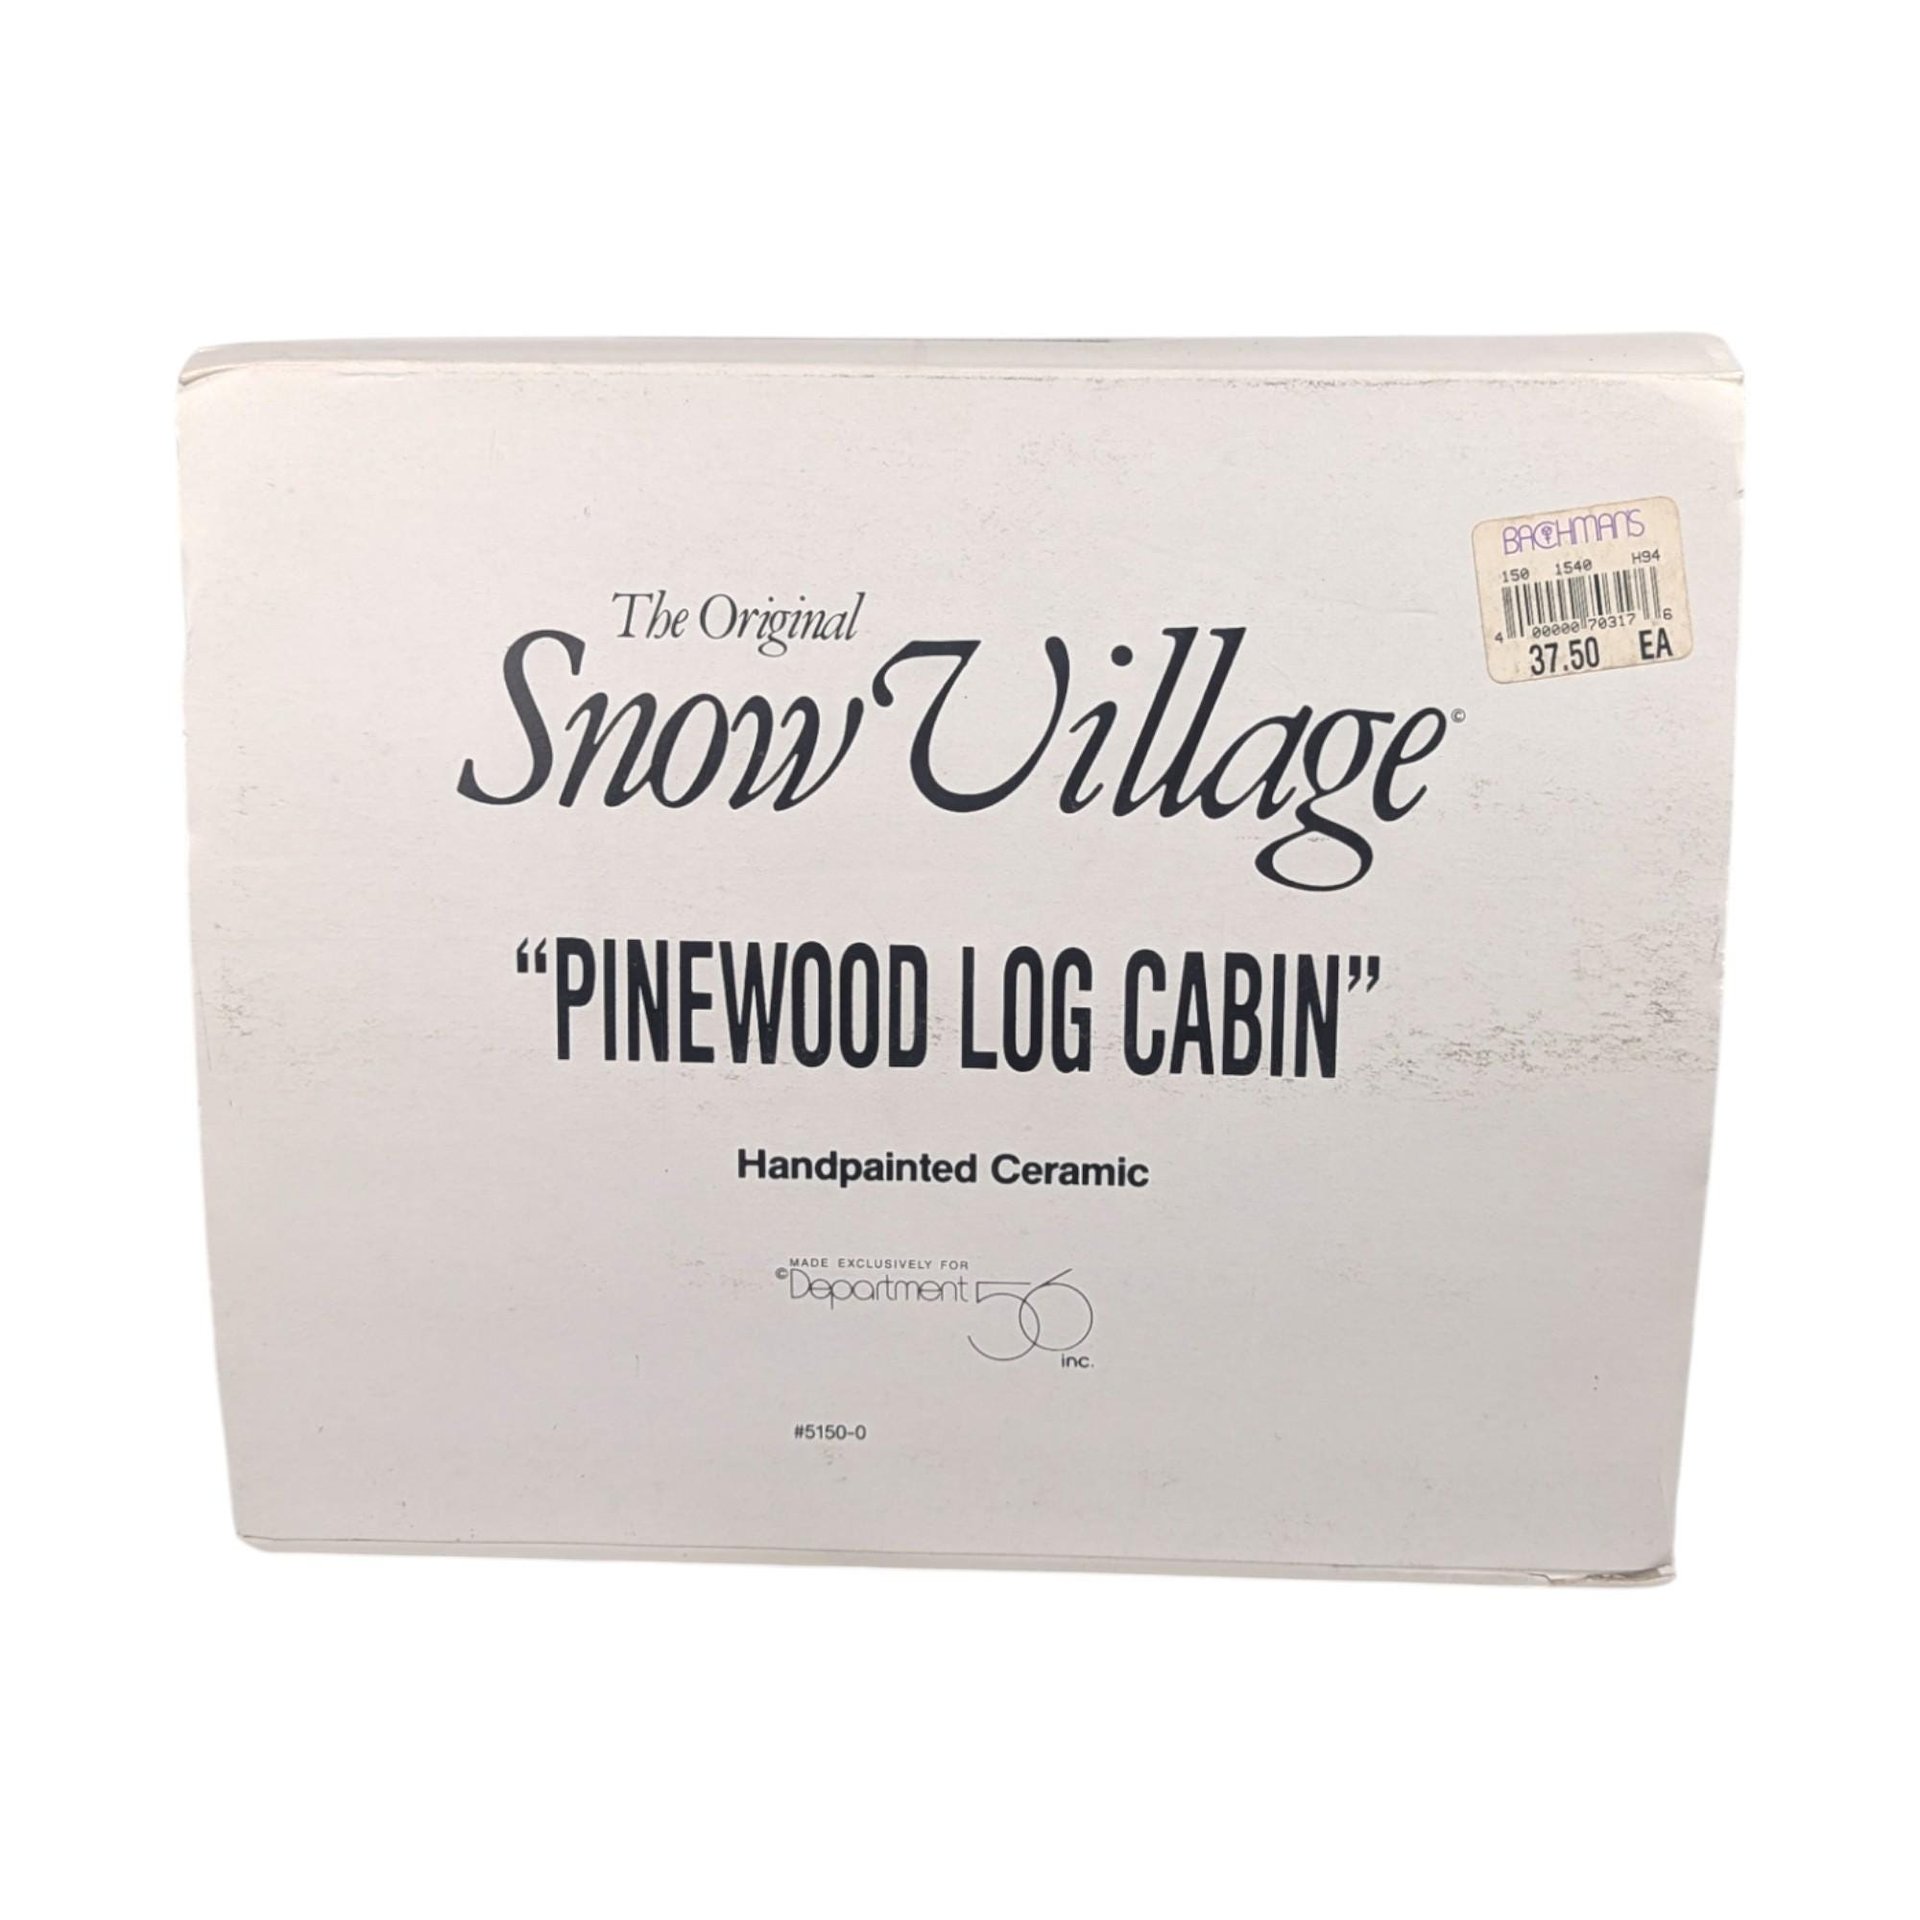 BACHMAN'S
150 1540 H94
4 00000 70317 6
37.50 EA
The Original
Snow Village©
“PINEWOOD LOG CABIN”
Handpainted Ceramic
MADE EXCLUSIVELY FOR
©Department 56
inc.
#5150-0